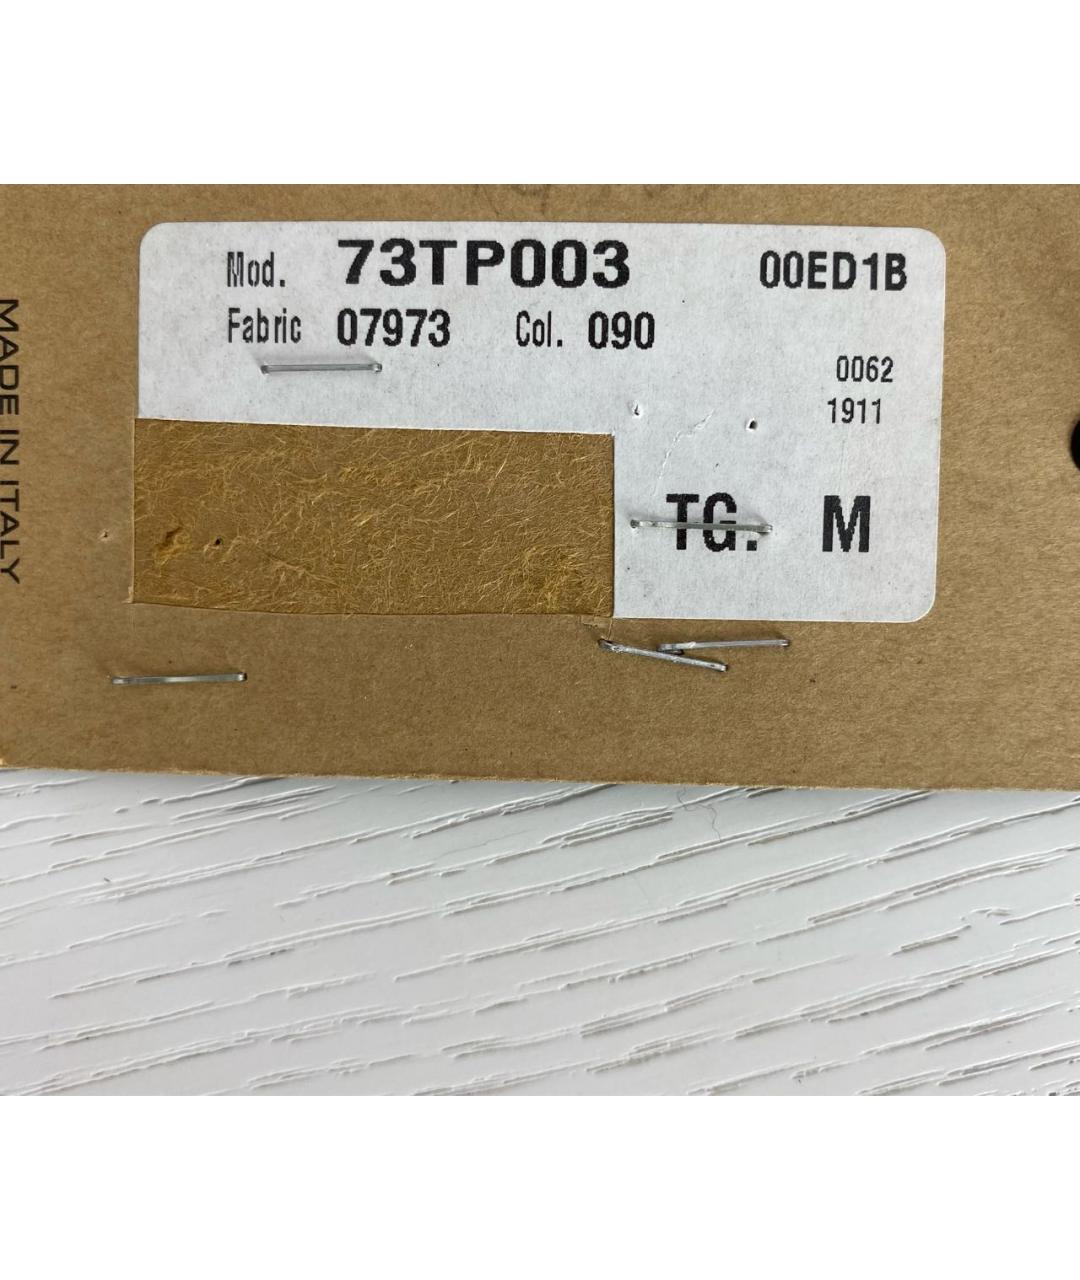 Mod. 73TP003 00ED1B
Fabric 07973 Col. 090
0062
1911
TG. M
MADE IN ITALY